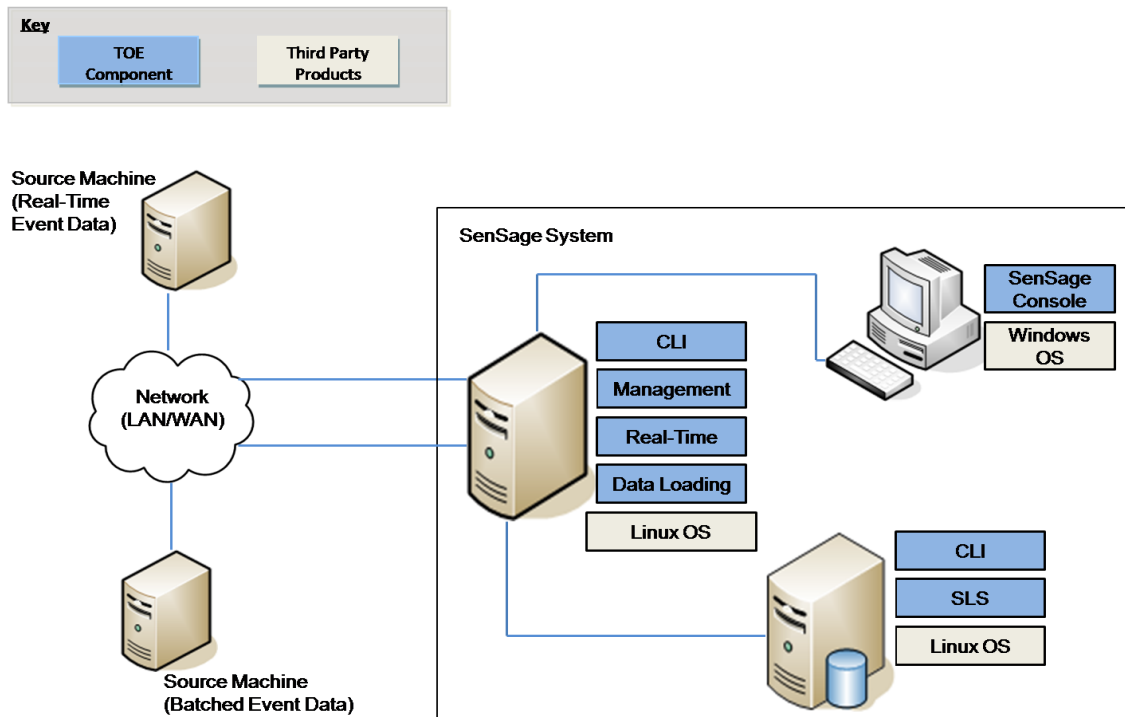 Key
TOE
Component
Third Party
Products
Source Machine
(Real-Time
Event Data)
SenSage System
SenSage
Console
Windows
OS
CLI
Management
Real-Time
Data Loading
Linux OS
Network
(LAN/WAN)
CLI
SLS
Linux OS
Source Machine
(Batched Event Data)